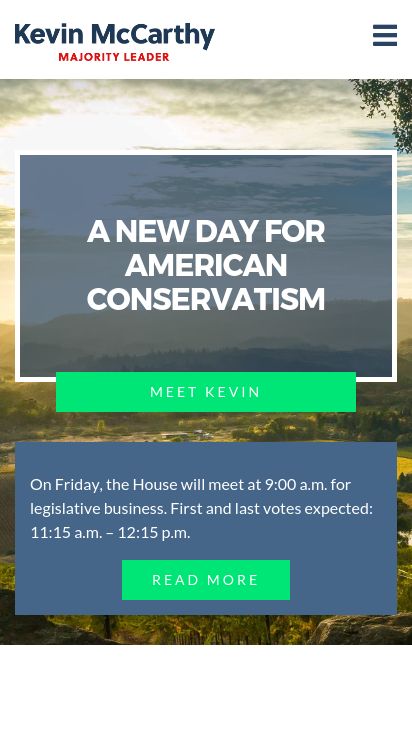 Kevin McCarthy
MAJORITY LEADER
A NEW DAY FOR
AMERICAN
CONSERVATISM
MEET KEVIN
On Friday, the House will meet at 9:00 a.m. for
legislative business. First and last votes expected:
11:15 a.m. – 12:15 p.m.
READ MORE